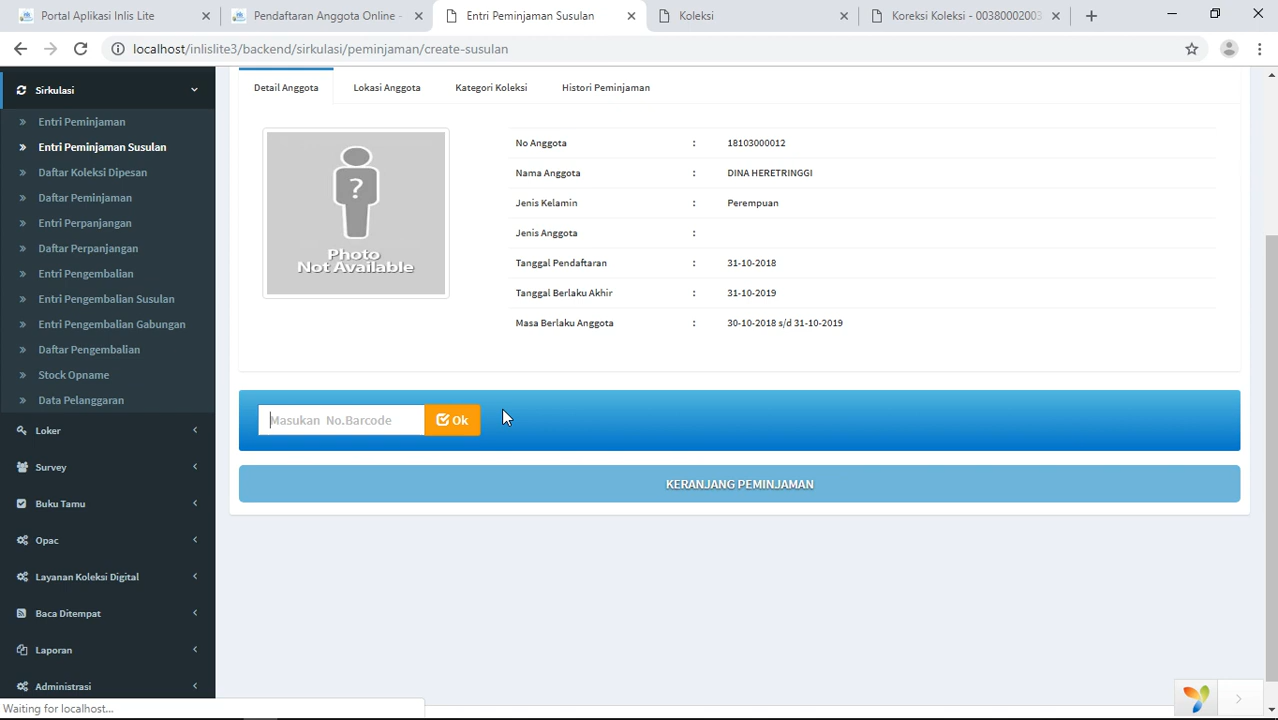 Portal Aplikasi Inlis Lite
Pendaftaran Anggota Online -
Entri Peminjaman Susulan
Koleksi
Koreksi Koleksi - 00380002003
localhost/inlislite3/backend/sirkulasi/peminjaman/create-susulan
Sirkulasi
Entri Peminjaman
Entri Peminjaman Susulan
Daftar Koleksi Dipesan
Daftar Peminjaman
Entri Perpanjangan
Daftar Perpanjangan
Entri Pengembalian
Entri Pengembalian Susulan
Entri Pengembalian Gabungan
Daftar Pengembalian
Stock Opname
Data Pelanggaran
Loker
Survey
Buku Tamu
Opac
Layanan Koleksi Digital
Baca Ditempat
Laporan
Administrasi
Detail Anggota
Lokasi Anggota
Kategori Koleksi
Histori Peminjaman
?
Photo
Not Available
No Anggota : 18103000012
Nama Anggota : DINA HERETRINGGI
Jenis Kelamin : Perempuan
Jenis Anggota :
Tanggal Pendaftaran : 31-10-2018
Tanggal Berlaku Akhir : 31-10-2019
Masa Berlaku Anggota : 30-10-2018 s/d 31-10-2019
Masukan No.Barcode
Ok
KERANJANG PEMINJAMAN
Waiting for localhost...